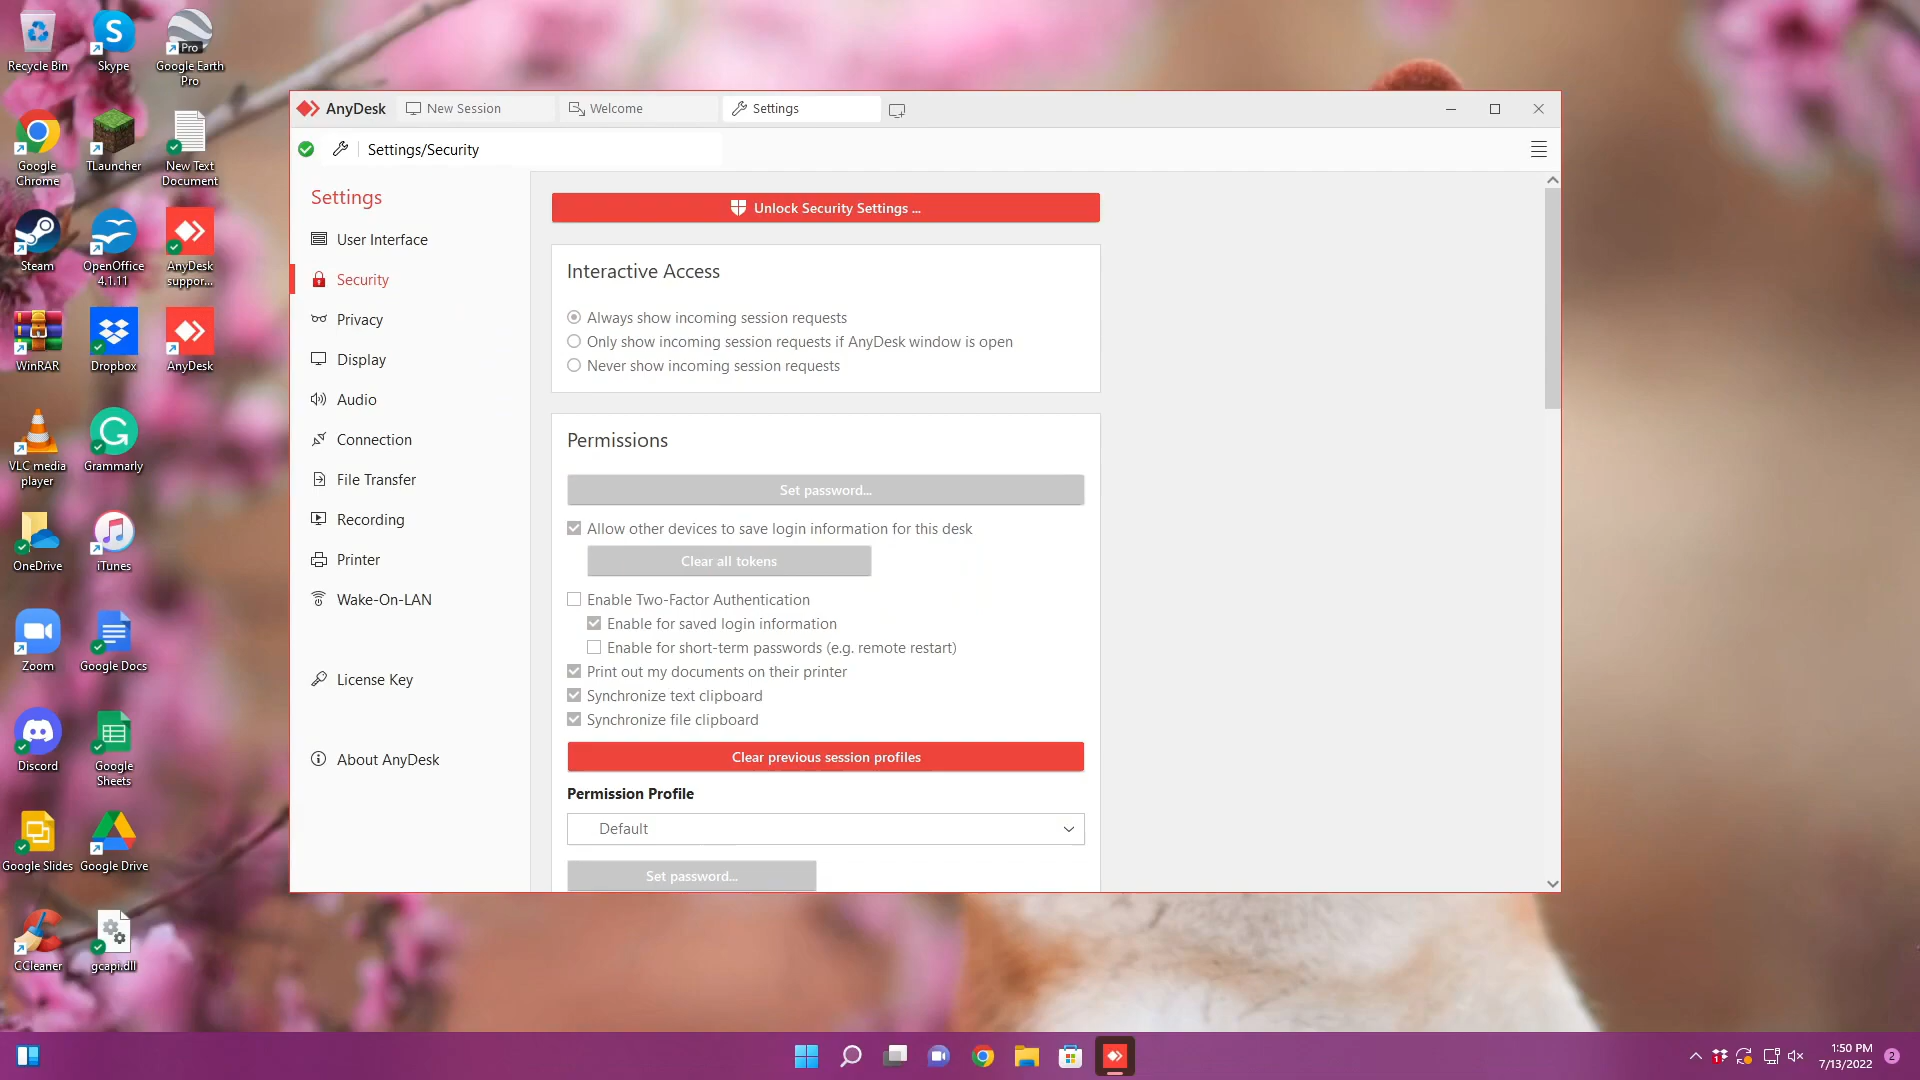 Recycle Bin
Skype
Pro
Google Earth
Pro
Google
Chrome
TLauncher
New Text
Document
Steam
OpenOffice
4.1.11
AnyDesk
suppor...
WinRAR
Dropbox
AnyDesk
VLC media
player
Grammarly
OneDrive
iTunes
Zoom
Google Docs
Discord
Google
Sheets
Google Slides
Google Drive
CCleaner
gcapi.dll
AnyDesk
New Session
Welcome
Settings
Settings/Security
Settings
User Interface
Security
Privacy
Display
Audio
Connection
File Transfer
Recording
Printer
Wake-On-LAN
License Key
About AnyDesk
Unlock Security Settings ...
Interactive Access
Always show incoming session requests
Only show incoming session requests if AnyDesk window is open
Never show incoming session requests
Permissions
Set password...
Allow other devices to save login information for this desk
Clear all tokens
Enable Two-Factor Authentication
Enable for saved login information
Enable for short-term passwords (e.g. remote restart)
Print out my documents on their printer
Synchronize text clipboard
Synchronize file clipboard
Clear previous session profiles
Permission Profile
Default
Set password...
1:50 PM
7/13/2022
2